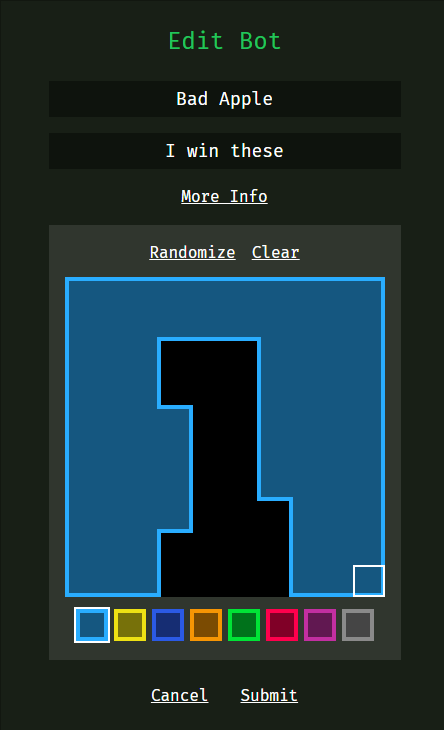 Edit Bot
Bad Apple
I win these
More Info
Randomize Clear
Cancel Submit